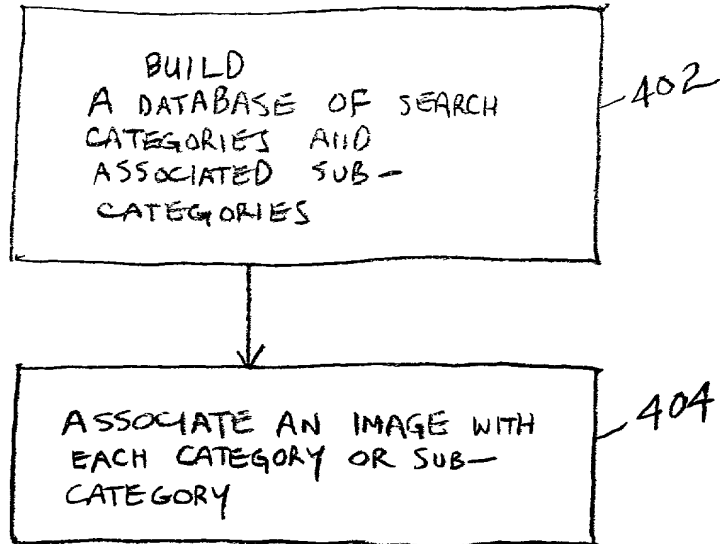 BUILD
A DATABASE OF SEARCH
CATEGORIES AND
ASSOCIATED SUB-
CATEGORIES
402
ASSOCIATE AN IMAGE WITH
EACH CATEGORY OR SUB-
CATEGORY
404